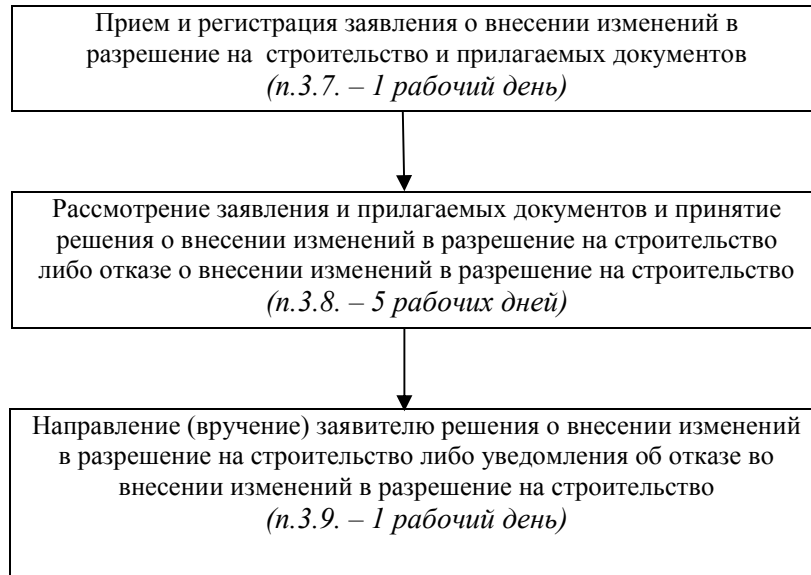 Прием и регистрация заявления о внесении изменений в
разрешение на строительство и прилагаемых документов
(п.3.7. – 1 рабочий день)
Рассмотрение заявления и прилагаемых документов и принятие
решения о внесении изменений в разрешение на строительство
либо отказе о внесении изменений в разрешение на строительство
(п.3.8. – 5 рабочих дней)
Направление (вручение) заявителю решения о внесении изменений
в разрешение на строительство либо уведомления об отказе во
внесении изменений в разрешение на строительство
(п.3.9. – 1 рабочий день)